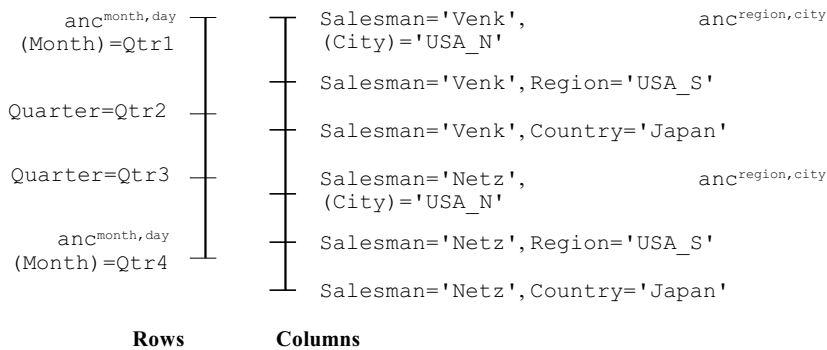 anc^month,day
(Month)=Qtr1
Quarter=Qtr2
Quarter=Qtr3
anc^month,day
(Month)=Qtr4
Salesman='Venk', anc^region,city
(City)='USA_N'
Salesman='Venk',Region='USA_S'
Salesman='Venk',Country='Japan'
Salesman='Netz', anc^region,city
(City)='USA_N'
Salesman='Netz',Region='USA_S'
Salesman='Netz',Country='Japan'
Rows Columns